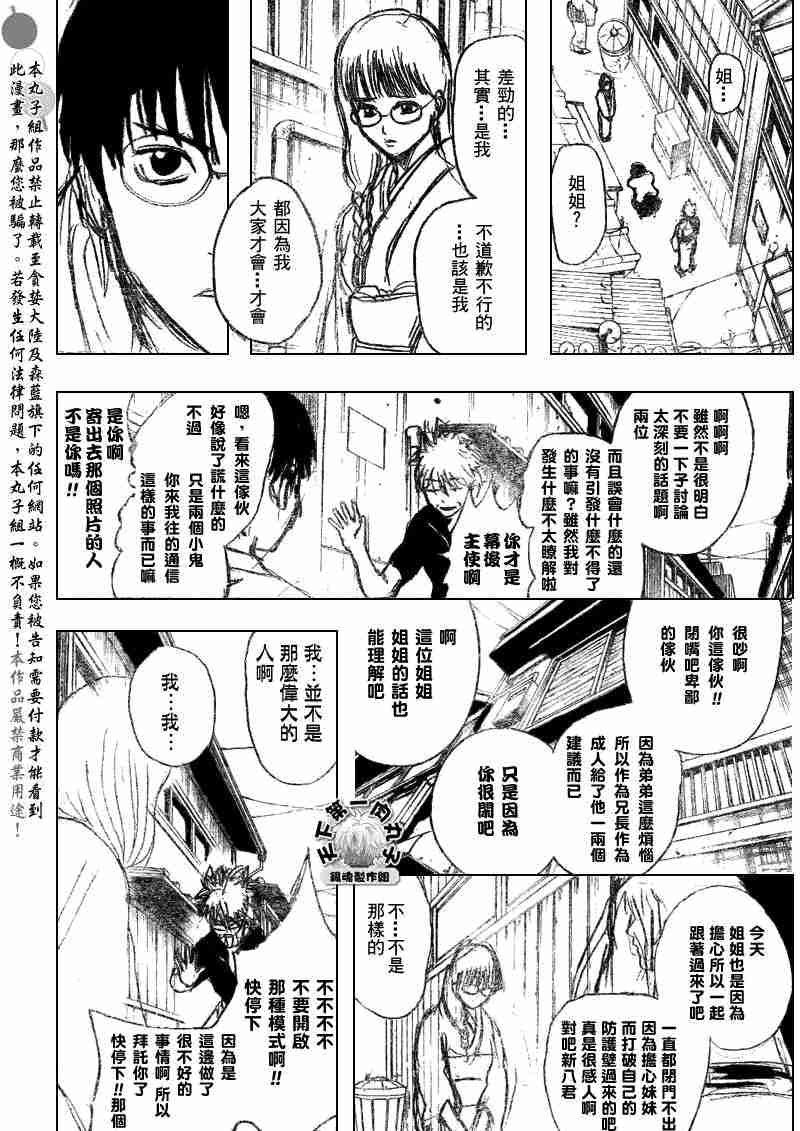 姐…
姐姐?
差勁的…
其實…是我
不道歉不行的
…也該是我
都因為我
大家才會…才會
啊啊啊
雖然不是很明白
不要一下子討論
太深刻的話題啊
兩位
而且誤會什麼的還
沒有引發什麼不得了
的事嘛?雖然我對
發生什麼不太瞭解啦
你才是
幕後
主使啊
嗯,看來這傢伙
好像說了謊什麼的
不過 只是兩個小鬼
你來我往的通信
這樣的事而已嘛
是你啊
寄出去那個照片的人
不是你嗎!!
很吵啊
你這傢伙!!
閉嘴吧卑鄙
的傢伙
因為弟弟這麼煩惱
所以作為兄長作為
成人給了他一兩個
建議而已
只是因為
你很閒吧
啊
這位姐姐
姐姐的話也
能理解吧
今天
姐姐也是因為
擔心所以一起
跟著過來了吧
一直都閉門不出
因為擔心妹妹
而打破自己的
防護壁過來的吧
真是很感人啊
對吧新八君
不…不是
那樣的
我…並不是
那麼偉大的
人啊
我…我…
不不不不
不要開啟
那種模式啊!!
快停下
因為是
這邊做了
很不好的
事情啊 所以
拜託你了
快停下!!那個
天下第一丙丸子
銀魂製作組
本丸子組作品禁止轉載至貪婪大陸及森藍旗下的任何網站。如果您被告知需要付款才能看到
此漫畫,那麼您被騙了。若發生任何法律問題,本丸子組一概不負責!本作品嚴禁商業用途!